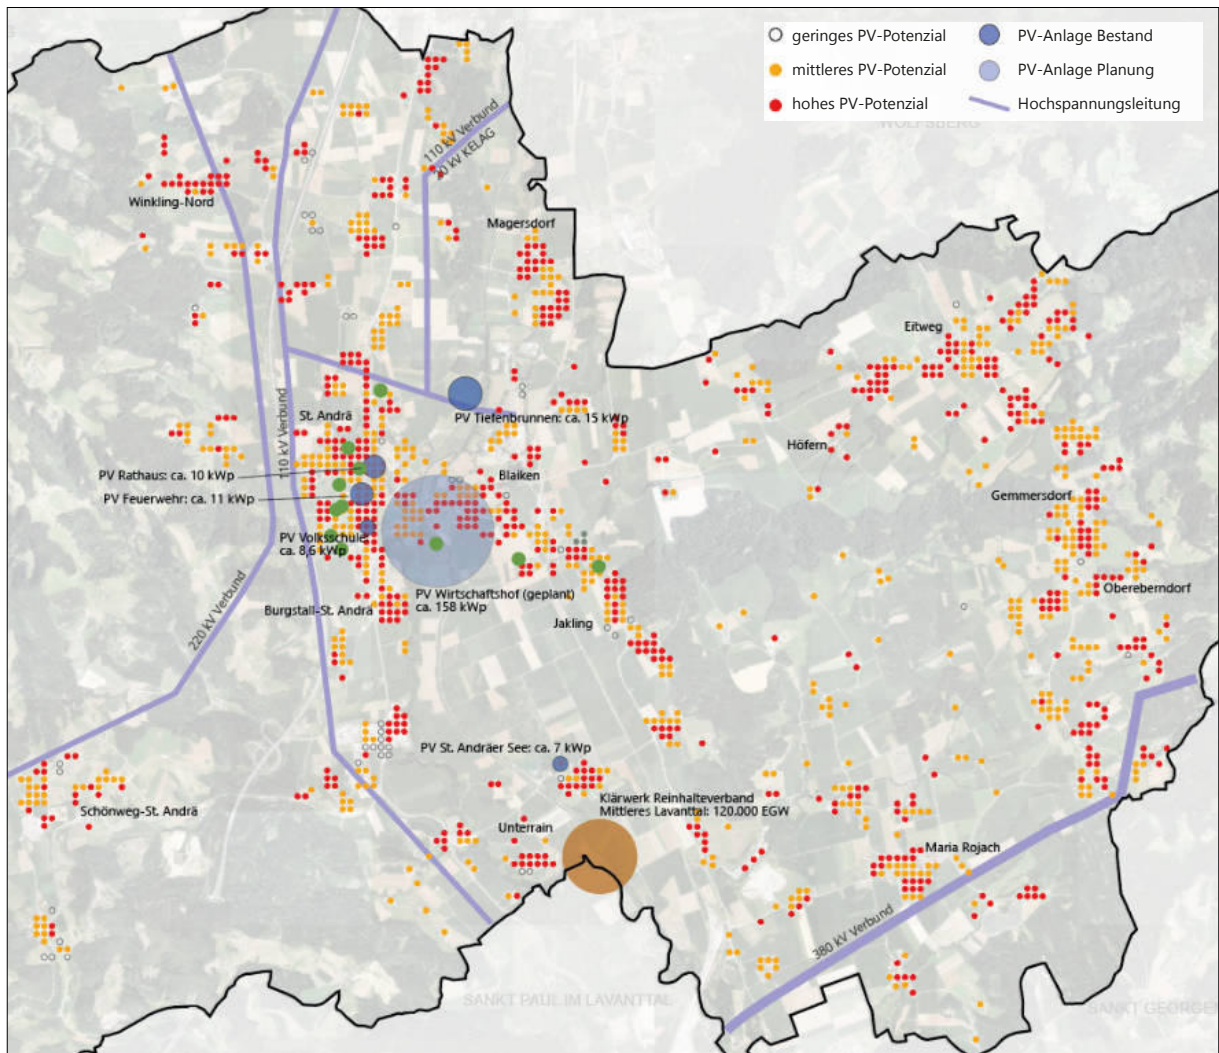 geringes PV-Potenzial
mittleres PV-Potenzial
hohes PV-Potenzial
PV-Anlage Bestand
PV-Anlage Planung
Hochspannungsleitung
WOLFSBERG
110 kV Verbund
20 kV KELAG
Winkling-Nord
Magersdorf
Eitweg
110 kV Verbund
St. Andrä
PV Tiefenbrunnen: ca. 15 kWp
Höfern
PV Rathaus: ca. 10 kWp
Blaiken
PV Feuerwehr: ca. 11 kWp
Gemmersdorf
PV Volksschule:
ca. 8,6 kWp
220 kV Verbund
PV Wirtschaftshof (geplant)
ca. 158 kWp
Burgstall-St. Andrä
Obereberndorf
Jakling
PV St. Andräer See: ca. 7 kWp
Klärwerk Reinhalteverband
Mittleres Lavanttal: 120.000 EGW
Schönweg-St. Andrä
Unterrain
Maria Rojach
380 kV Verbund
SANKT PAUL IM LAVANTTAL
SANKT GEORGEN